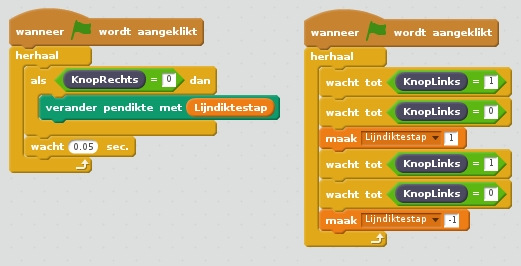 wanneer wordt aangeklikt
herhaal
als KnopRechts = 0 dan
verander pendikte met Lijndiktestap
wacht 0.05 sec.
wanneer wordt aangeklikt
herhaal
wacht tot KnopLinks = 1
wacht tot KnopLinks = 0
maak Lijndiktestap 1
wacht tot KnopLinks = 1
wacht tot KnopLinks = 0
maak Lijndiktestap -1